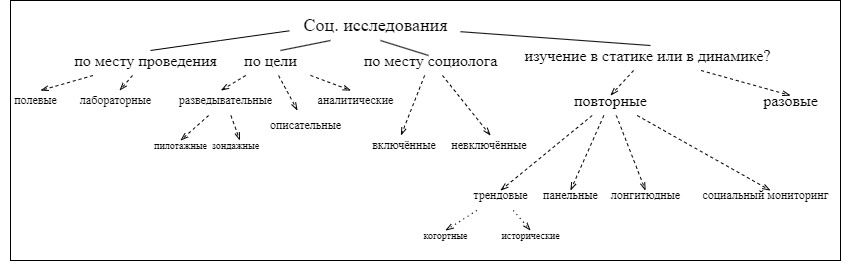 Соц. исследования
по месту проведения
по цели
по месту социолога
изучение в статике или в динамике?
полевые
лабораторные
разведывательные
описательные
аналитические
повторные
разовые
пилотажные
зондажные
включённые
невключённые
трендовые
панельные
лонгитюдные
социальный мониторинг
когортные
исторические